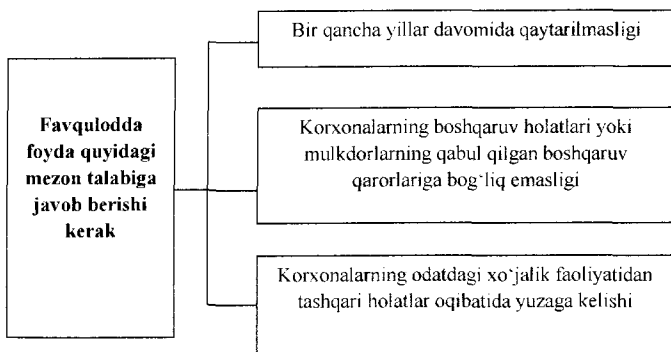 Favqulodda
foyda quyidagi
mezon talabiga
javob berishi
kerak
Bir qancha yillar davomida qaytarilmasligi
Korxonalarning boshqaruv holatlari yoki
mulkdorlarning qabul qilgan boshqaruv
qarorlariga bog‘liq emasligi
Korxonalarning odatdagi xo‘jalik faoliyatidan
tashqari holatlar oqibatida yuzaga kelishi